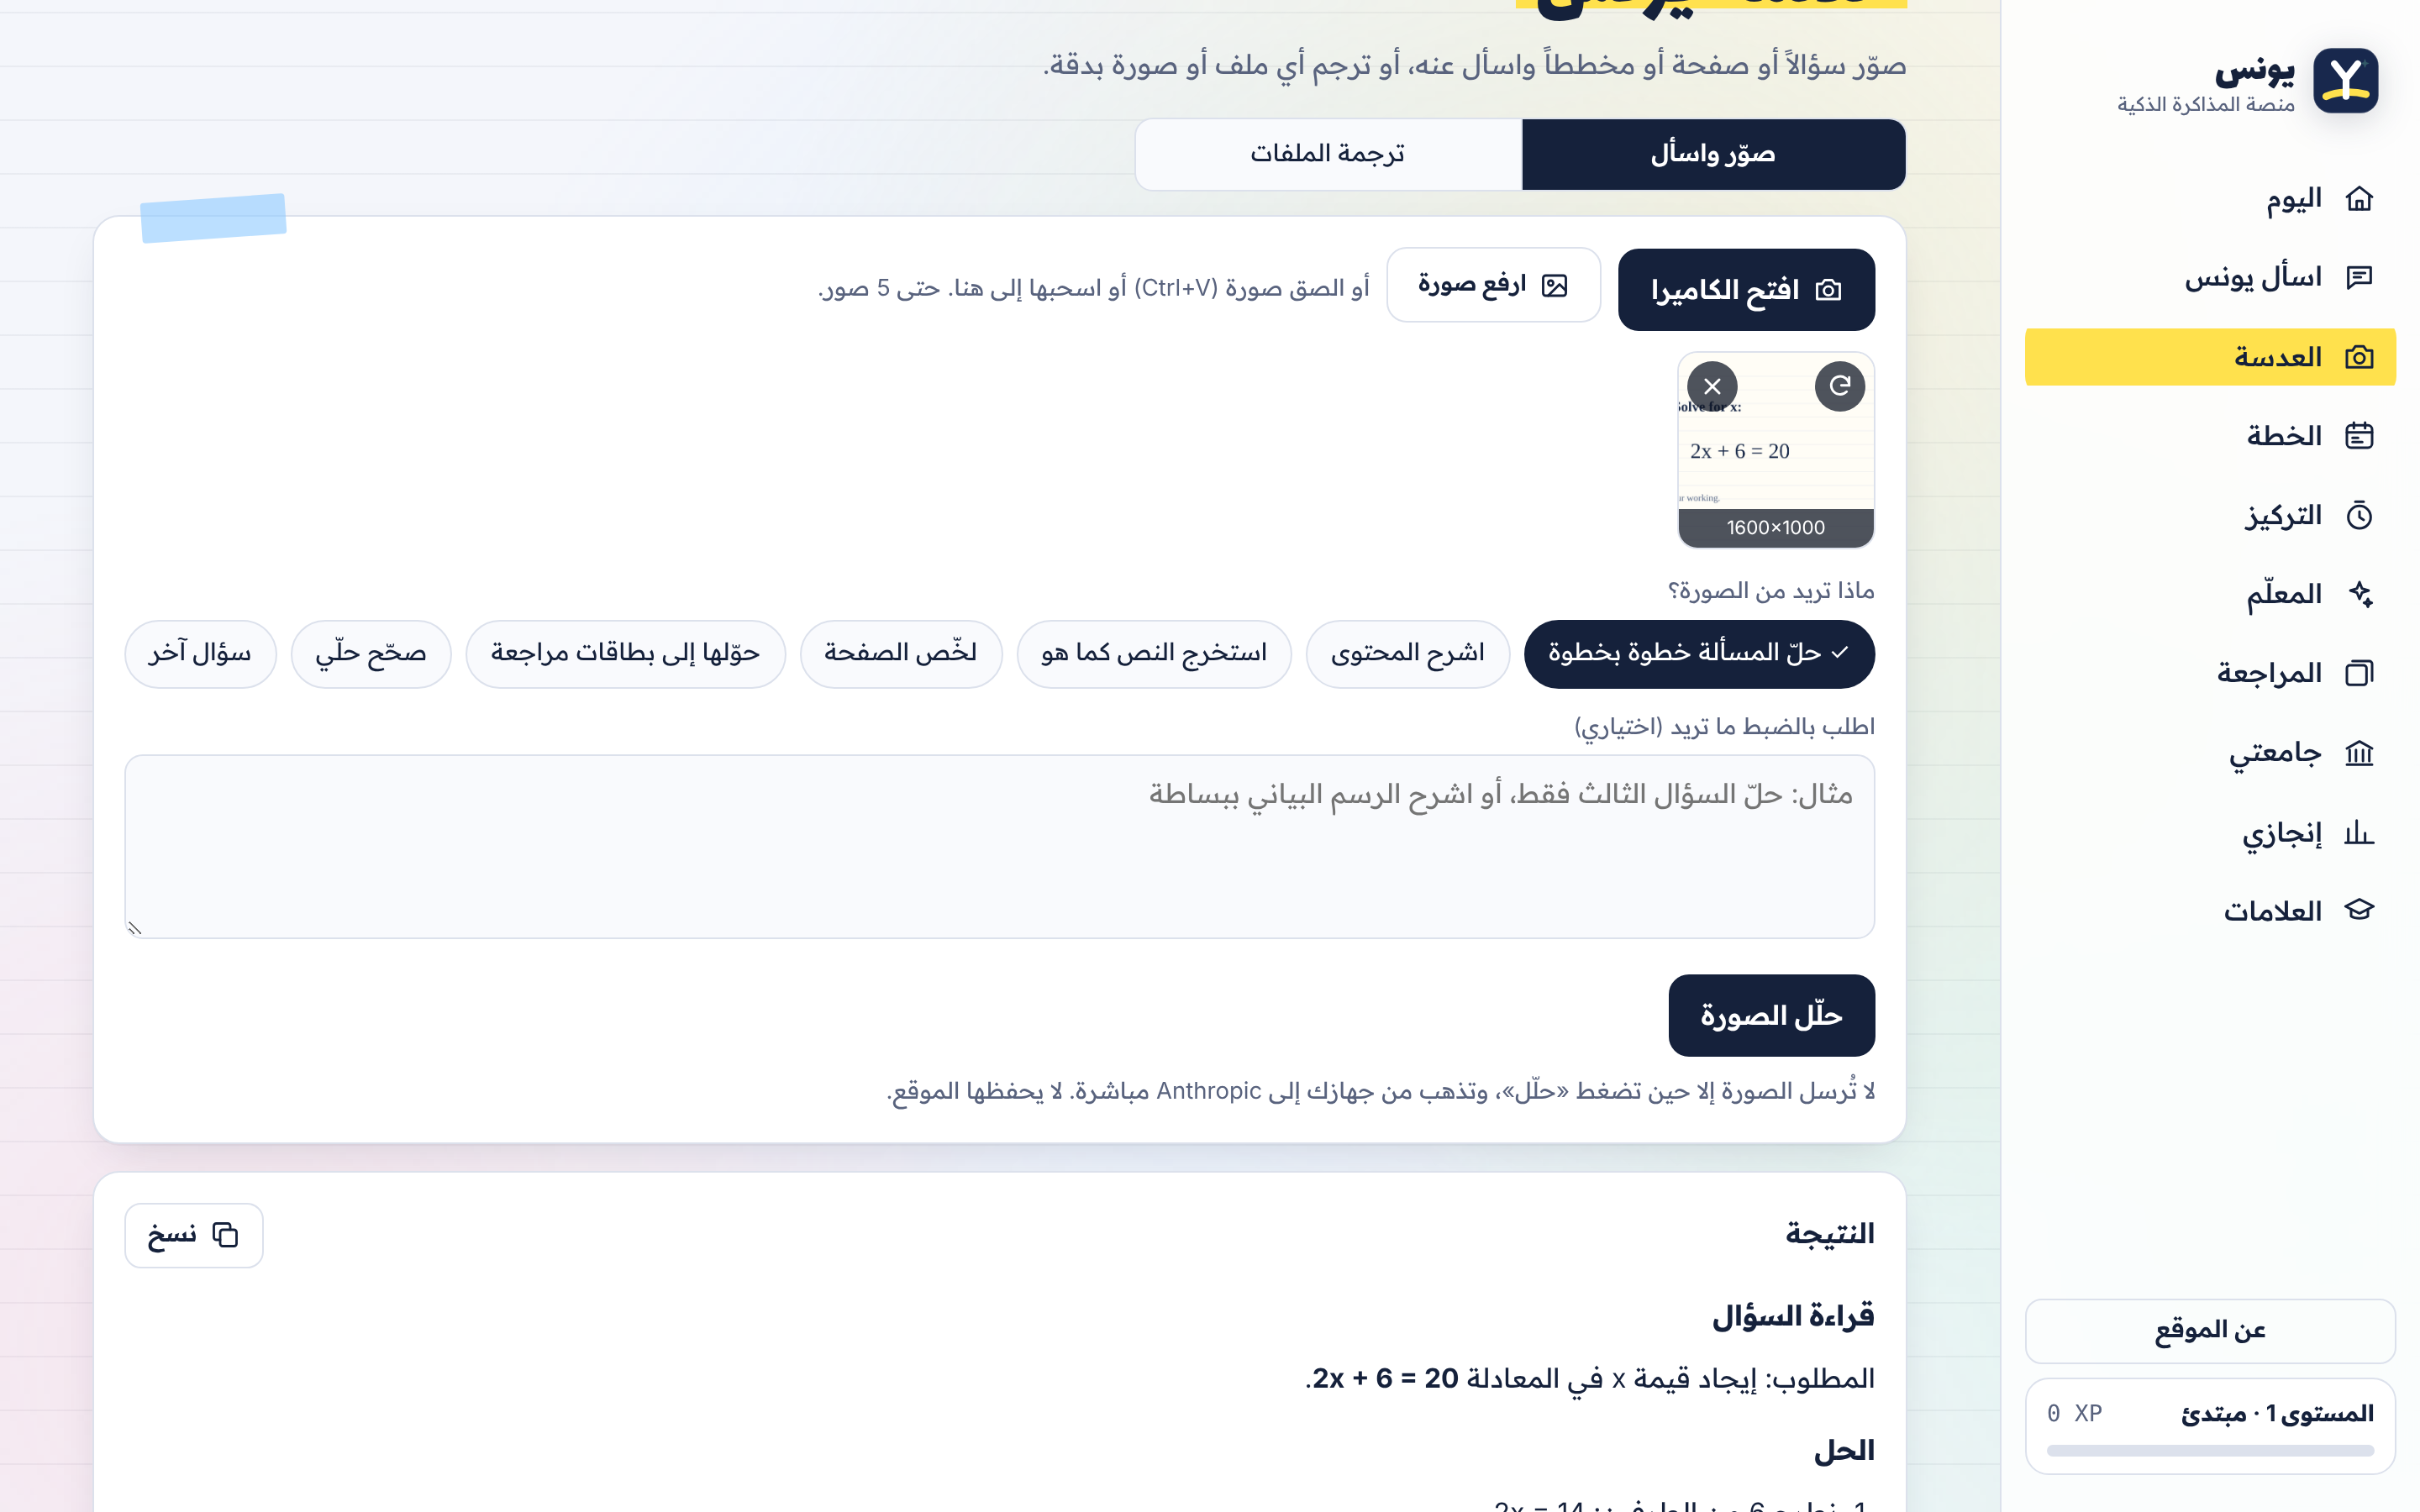 يونس
منصة المذاكرة الذكية
اليوم
اسأل يونس
العدسة
الخطة
التركيز
المعلّم
المراجعة
جامعتي
إنجازي
العلامات
عن الموقع
المستوى 1 · مبتدئ
0 XP
صوّر سؤالاً أو صفحة أو مخططاً واسأل عنه، أو ترجم أي ملف أو صورة بدقة.
صوّر واسأل
ترجمة الملفات
افتح الكاميرا
ارفع صورة
أو الصق صورة (Ctrl+V) أو اسحبها إلى هنا. حتى 5 صور.
Solve for x:
2x + 6 = 20
working.
1600×1000
ماذا تريد من الصورة؟
حلّ المسألة خطوة بخطوة
اشرح المحتوى
استخرج النص كما هو
لخّص الصفحة
حوّلها إلى بطاقات مراجعة
صحّح حلّي
سؤال آخر
اطلب بالضبط ما تريد (اختياري)
مثال: حلّ السؤال الثالث فقط، أو اشرح الرسم البياني ببساطة
حلّل الصورة
لا تُرسل الصورة إلا حين تضغط «حلّل»، وتذهب من جهازك إلى Anthropic مباشرة. لا يحفظها الموقع.
النتيجة
نسخ
قراءة السؤال
المطلوب: إيجاد قيمة x في المعادلة 2x + 6 = 20.
الحل